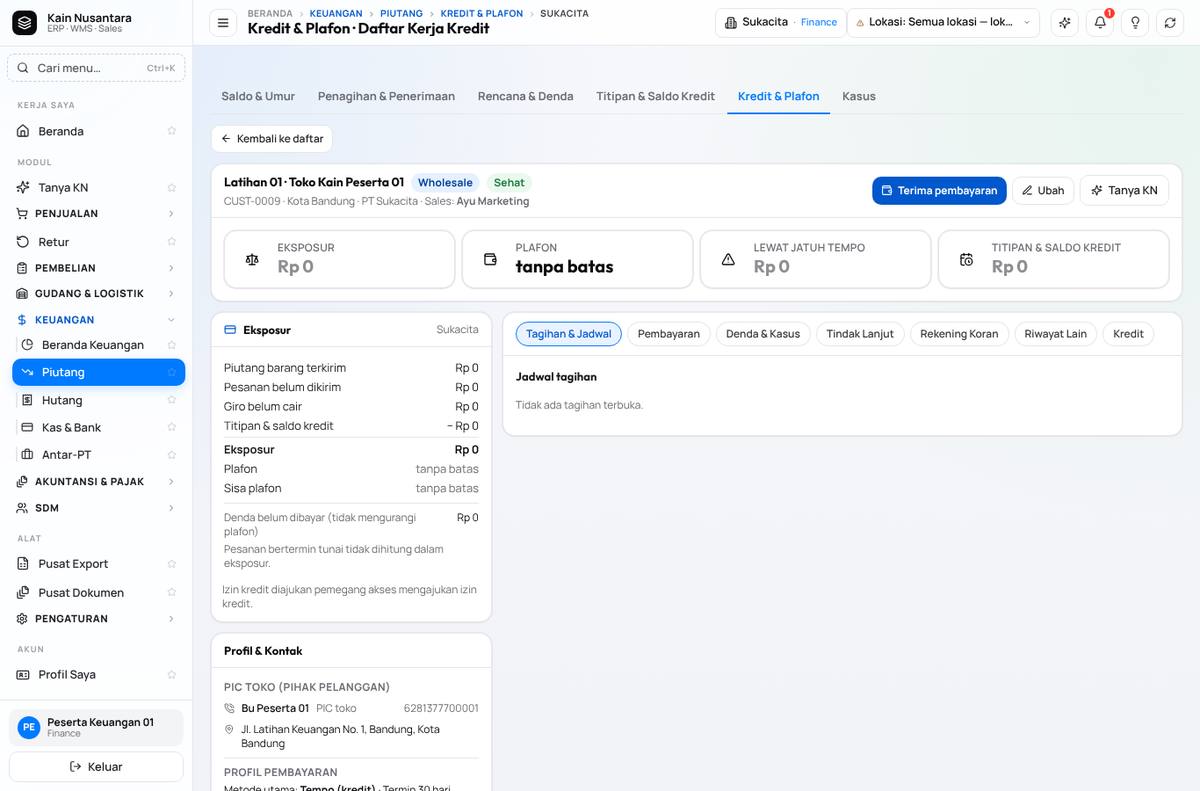 Kain Nusantara
ERP · WMS · Sales
Cari menu... Ctrl+K
KERJA SAYA
Beranda
MODUL
Tanya KN
PENJUALAN
Retur
PEMBELIAN
GUDANG & LOGISTIK
KEUANGAN
Beranda Keuangan
Piutang
Hutang
Kas & Bank
Antar-PT
AKUNTANSI & PAJAK
SDM
ALAT
Pusat Export
Pusat Dokumen
PENGATURAN
AKUN
Profil Saya
PE
Peserta Keuangan 01
Finance
Keluar
BERANDA › KEUANGAN › PIUTANG › KREDIT & PLAFON › SUKACITA
Kredit & Plafon · Daftar Kerja Kredit
Sukacita · Finance
Lokasi: Semua lokasi — lok...
1
Saldo & Umur
Penagihan & Penerimaan
Rencana & Denda
Titipan & Saldo Kredit
Kredit & Plafon
Kasus
Kembali ke daftar
Latihan 01 · Toko Kain Peserta 01 Wholesale Sehat
CUST-0009 · Kota Bandung · PT Sukacita · Sales: Ayu Marketing
Terima pembayaran
Ubah
Tanya KN
EKSPOSUR
Rp 0
PLAFON
tanpa batas
LEWAT JATUH TEMPO
Rp 0
TITIPAN & SALDO KREDIT
Rp 0
Eksposur Sukacita
Piutang barang terkirim Rp 0
Pesanan belum dikirim Rp 0
Giro belum cair Rp 0
Titipan & saldo kredit − Rp 0
Eksposur Rp 0
Plafon tanpa batas
Sisa plafon tanpa batas
Denda belum dibayar (tidak mengurangi Rp 0
plafon)
Pesanan bertermin tunai tidak dihitung dalam
eksposur.
Izin kredit diajukan pemegang akses mengajukan izin
kredit.
Profil & Kontak
PIC TOKO (PIHAK PELANGGAN)
Bu Peserta 01 PIC toko 6281377700001
Jl. Latihan Keuangan No. 1, Bandung, Kota
Bandung
PROFIL PEMBAYARAN
Metode utama: Tempo (kredit) · Termin 30 hari
Tagihan & Jadwal
Pembayaran
Denda & Kasus
Tindak Lanjut
Rekening Koran
Riwayat Lain
Kredit
Jadwal tagihan
Tidak ada tagihan terbuka.